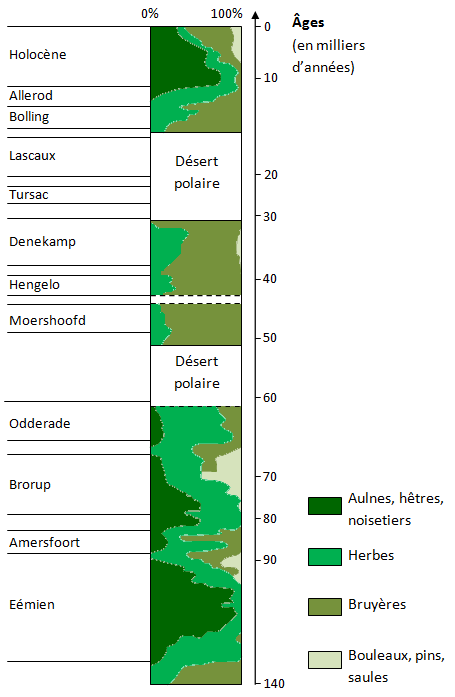 0%
100%
Âges
(en milliers
d'années)
0
Holocène
10
Allerod
Bolling
Lascaux
Désert
polaire
20
Tursac
30
Denekamp
40
Hengelo
Moershoofd
50
Désert
polaire
60
Odderade
70
Brorup
80
Amersfoort
90
Eémien
140
Aulnes, hêtres,
noisetiers
Herbes
Bruyères
Bouleaux, pins,
saules